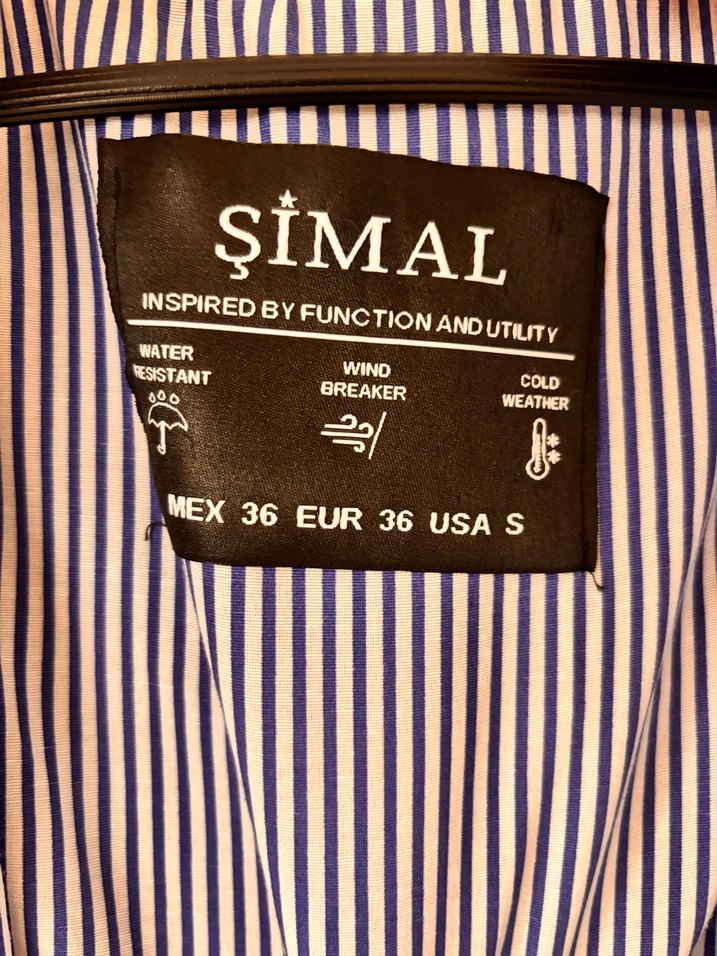 ŞİMAL
INSPIRED BY FUNCTION AND UTILITY
WATER
RESISTANT
WIND
BREAKER
COLD
WEATHER
MEX 36 EUR 36 USA S